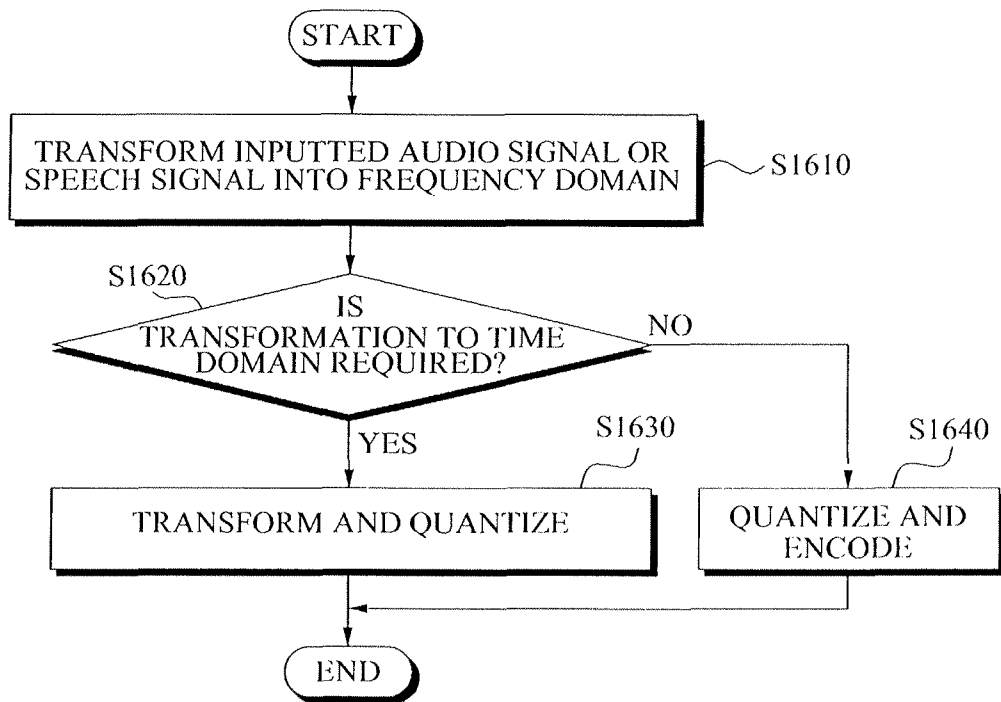 START
TRANSFORM INPUTTED AUDIO SIGNAL OR
SPEECH SIGNAL INTO FREQUENCY DOMAIN
S1610
S1620
IS
TRANSFORMATION TO TIME
DOMAIN REQUIRED?
NO
YES
S1630
S1640
TRANSFORM AND QUANTIZE
QUANTIZE AND
ENCODE
END